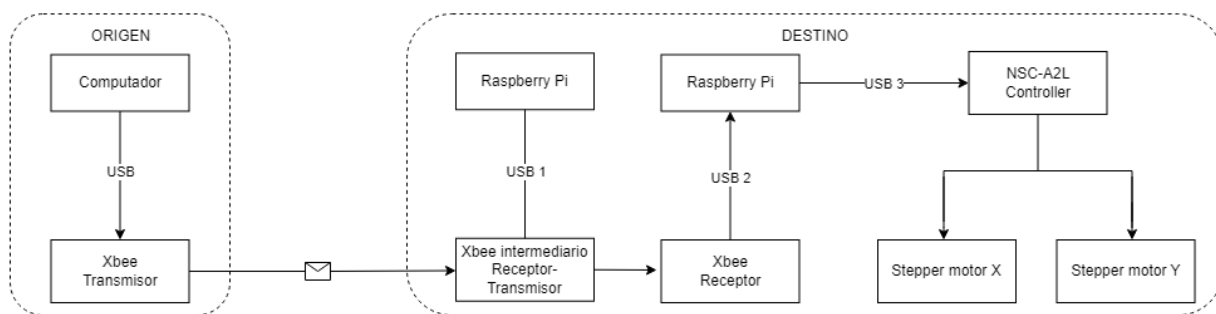 ORIGEN
DESTINO
Computador
Raspberry Pi
Raspberry Pi
USB 3
NSC-A2L
Controller
USB
USB 1
USB 2
Xbee
Transmisor
Xbee intermediario
Receptor-
Transmisor
Xbee
Receptor
Stepper motor X
Stepper motor Y